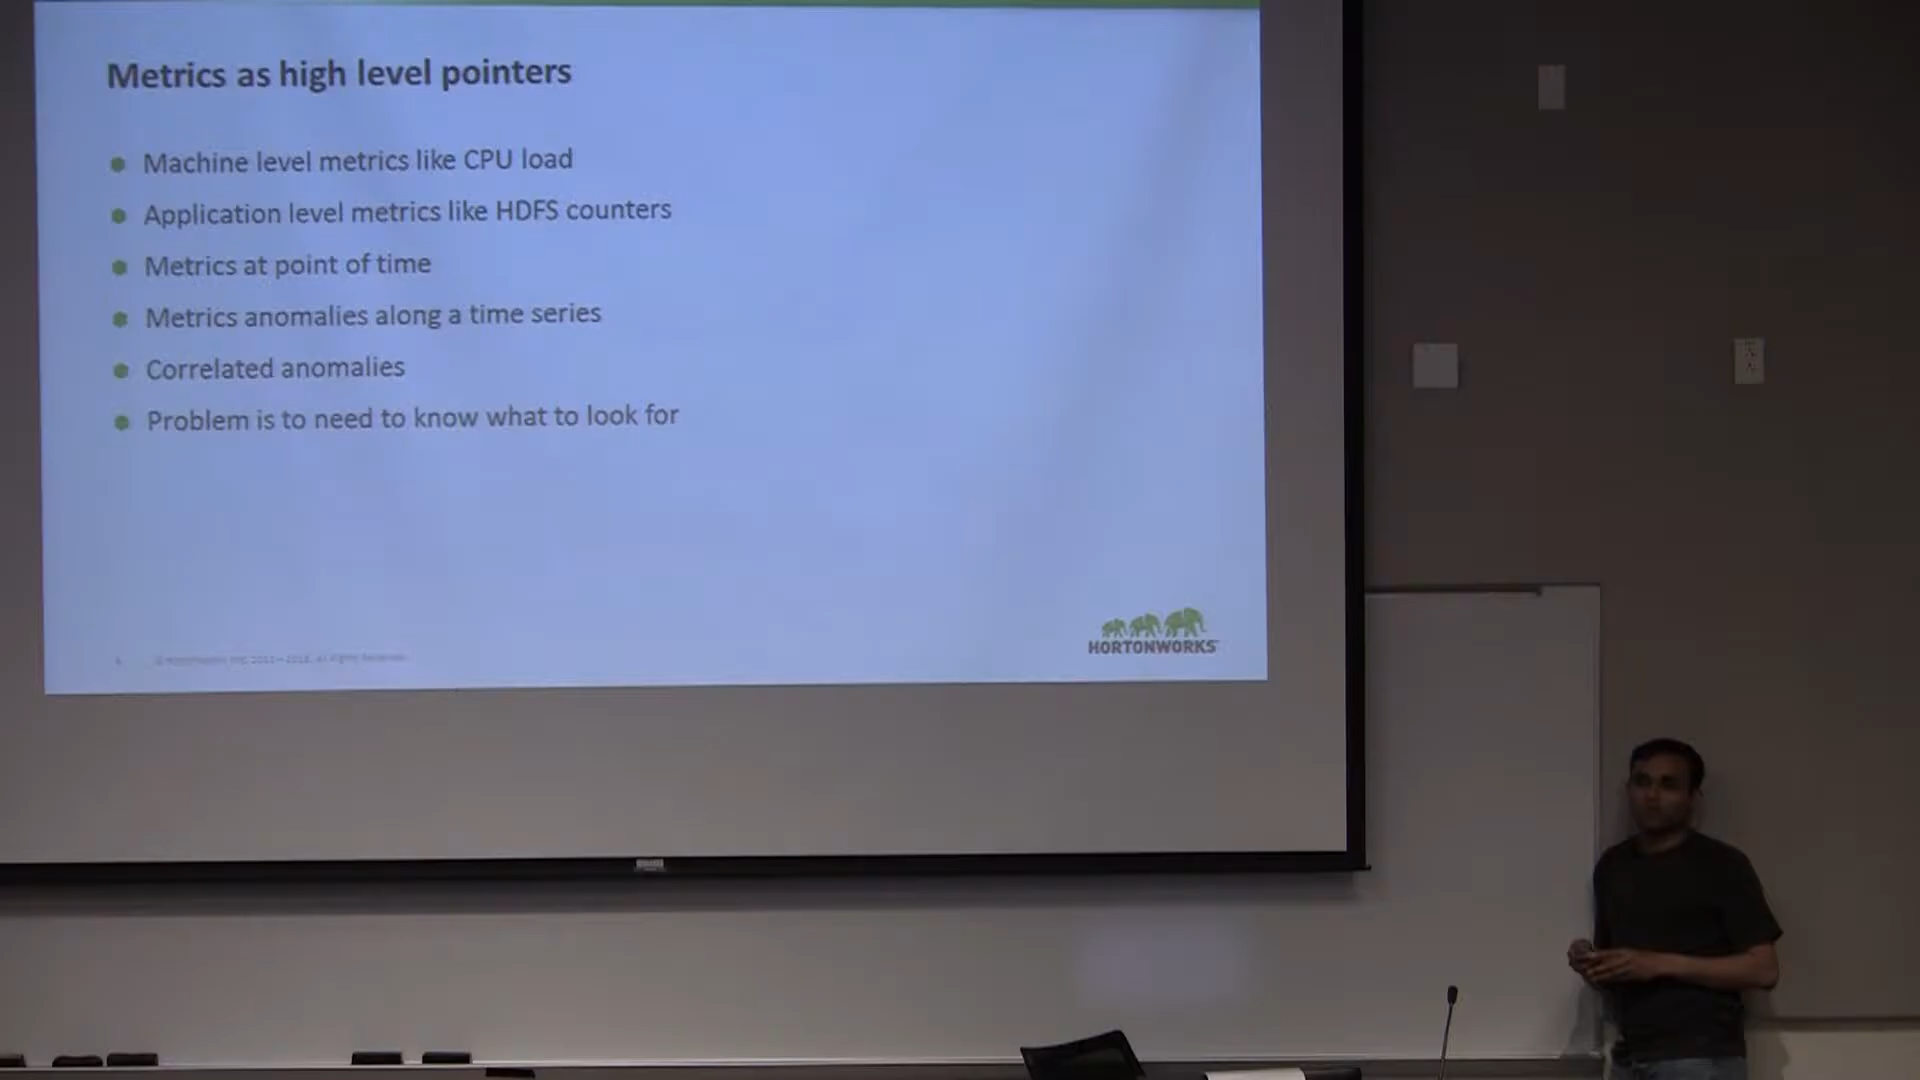 Metrics as high level pointers
Machine level metrics like CPU load
Application level metrics like HDFS counters
Metrics at point of time
Metrics anomalies along a time series
Correlated anomalies
Problem is to need to know what to look for
HORTONWORKS